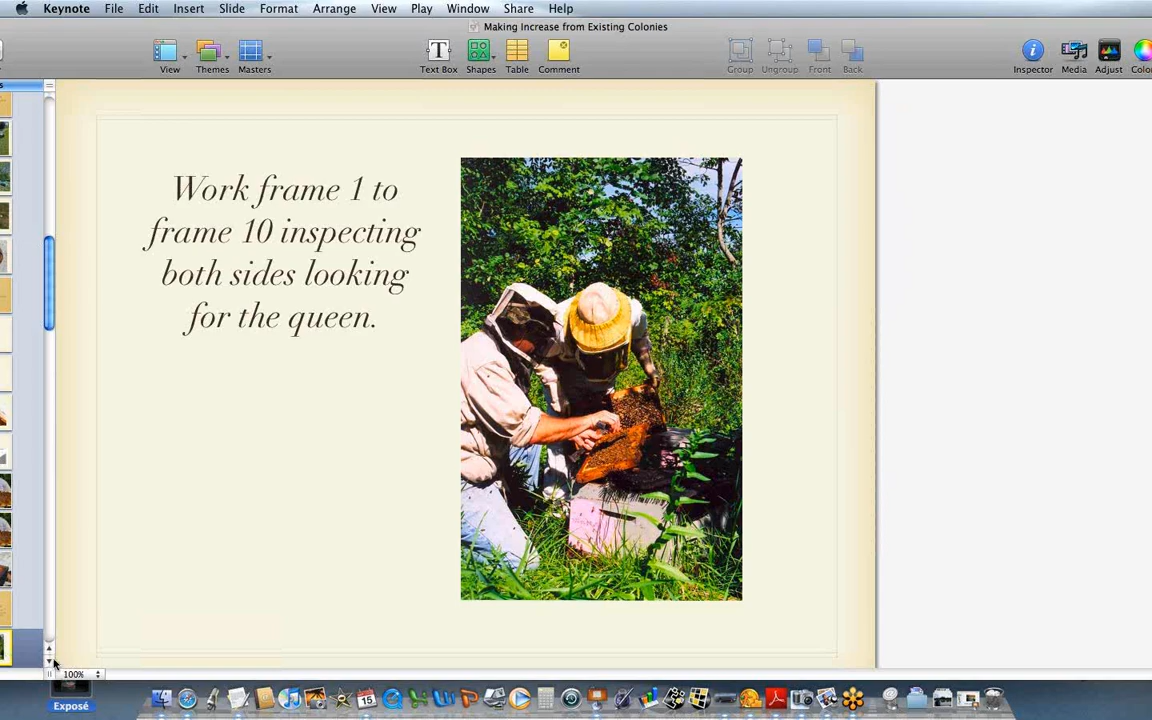 Keynote File Edit Insert Slide Format Arrange View Play Window Share Help
Making Increase from Existing Colonies
View Themes Masters Text Box Shapes Table Comment Group Ungroup Front Back Inspector Media Adjust Colo
Work frame 1 to
frame 10 inspecting
both sides looking
for the queen.
100%
Exposé
15